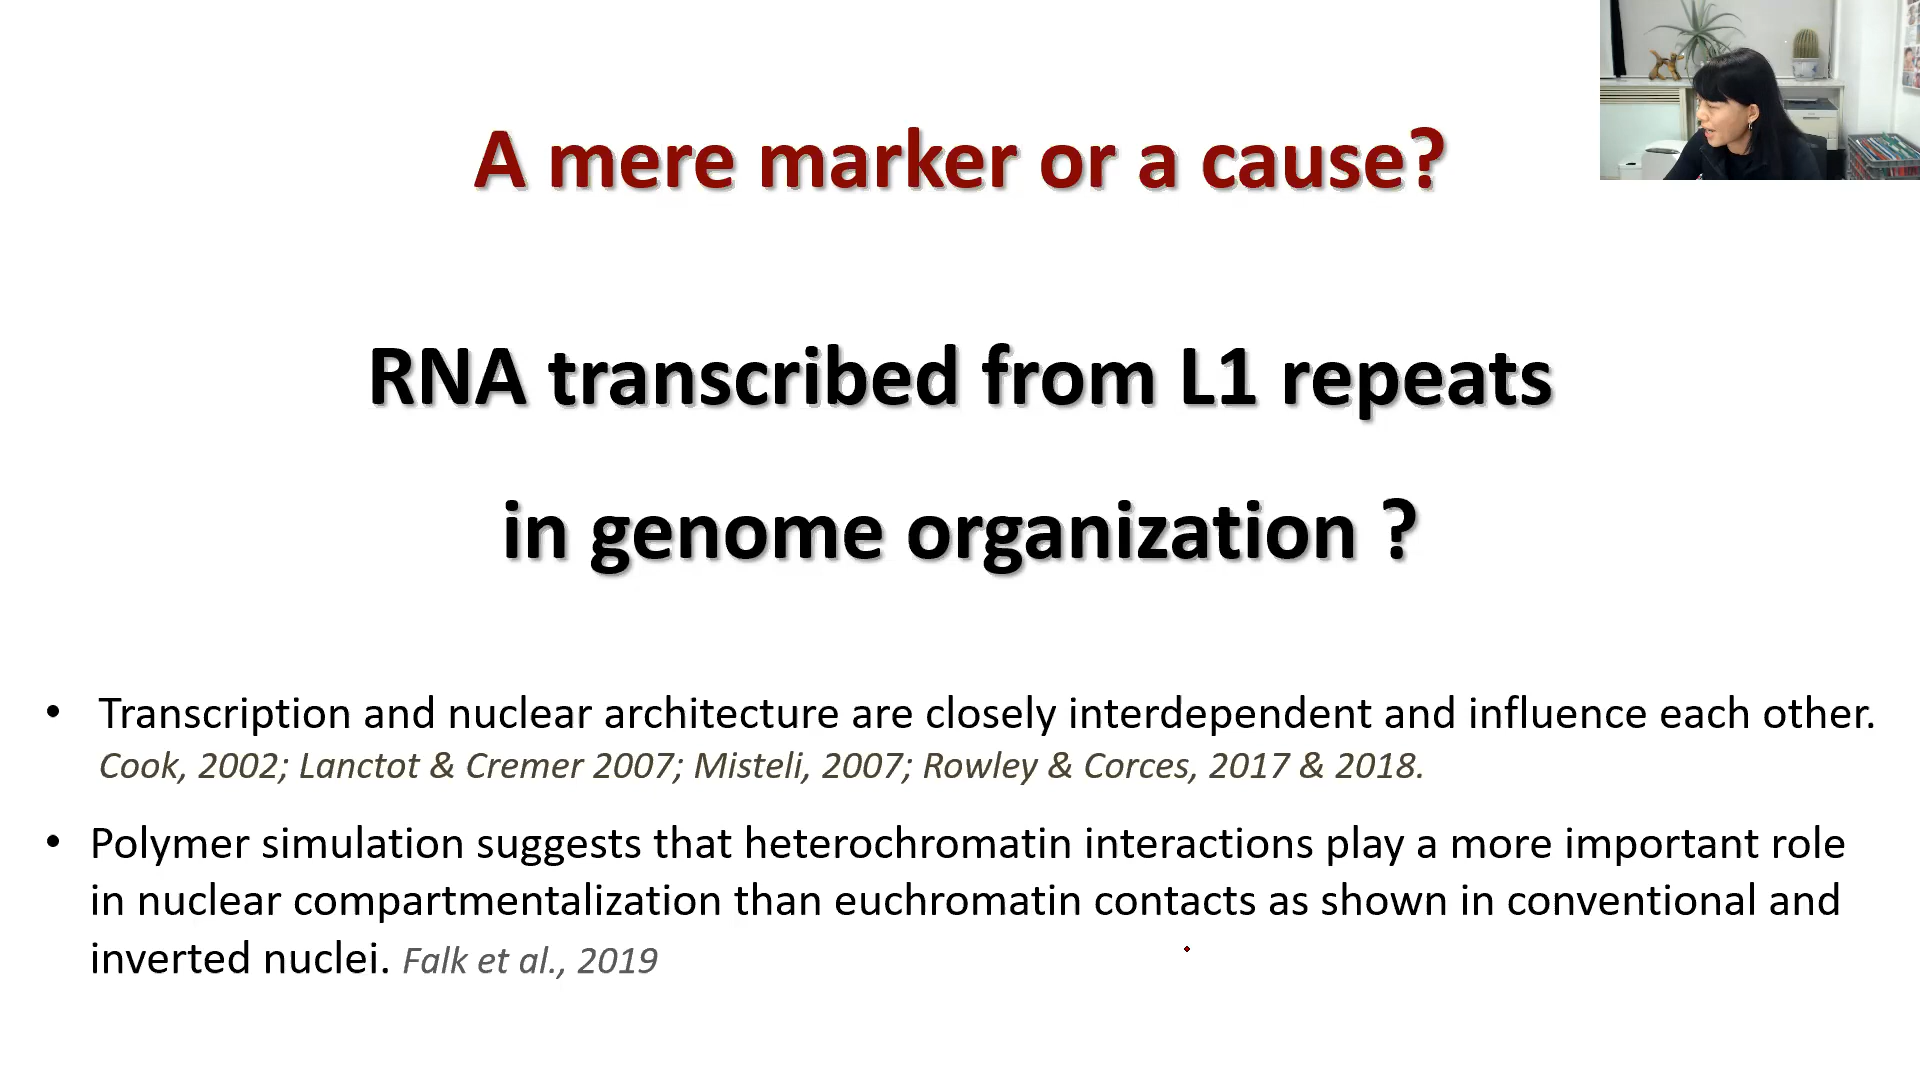 A mere marker or a cause?
RNA transcribed from L1 repeats
in genome organization ?
• Transcription and nuclear architecture are closely interdependent and influence each other.
Cook, 2002; Lanctot & Cremer 2007; Misteli, 2007; Rowley & Corces, 2017 & 2018.
• Polymer simulation suggests that heterochromatin interactions play a more important role
in nuclear compartmentalization than euchromatin contacts as shown in conventional and
inverted nuclei. Falk et al., 2019